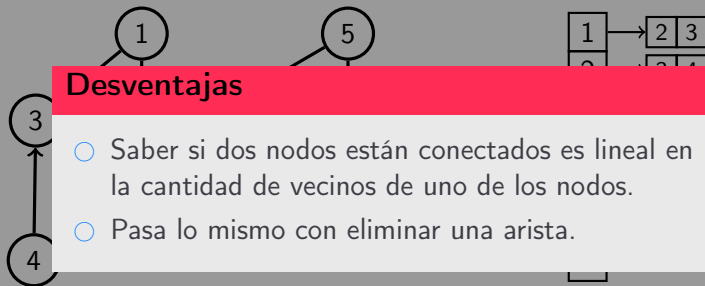 1
5
1
2 3
Desventajas
3
Saber si dos nodos están conectados es lineal en
la cantidad de vecinos de uno de los nodos.
Pasa lo mismo con eliminar una arista.
4